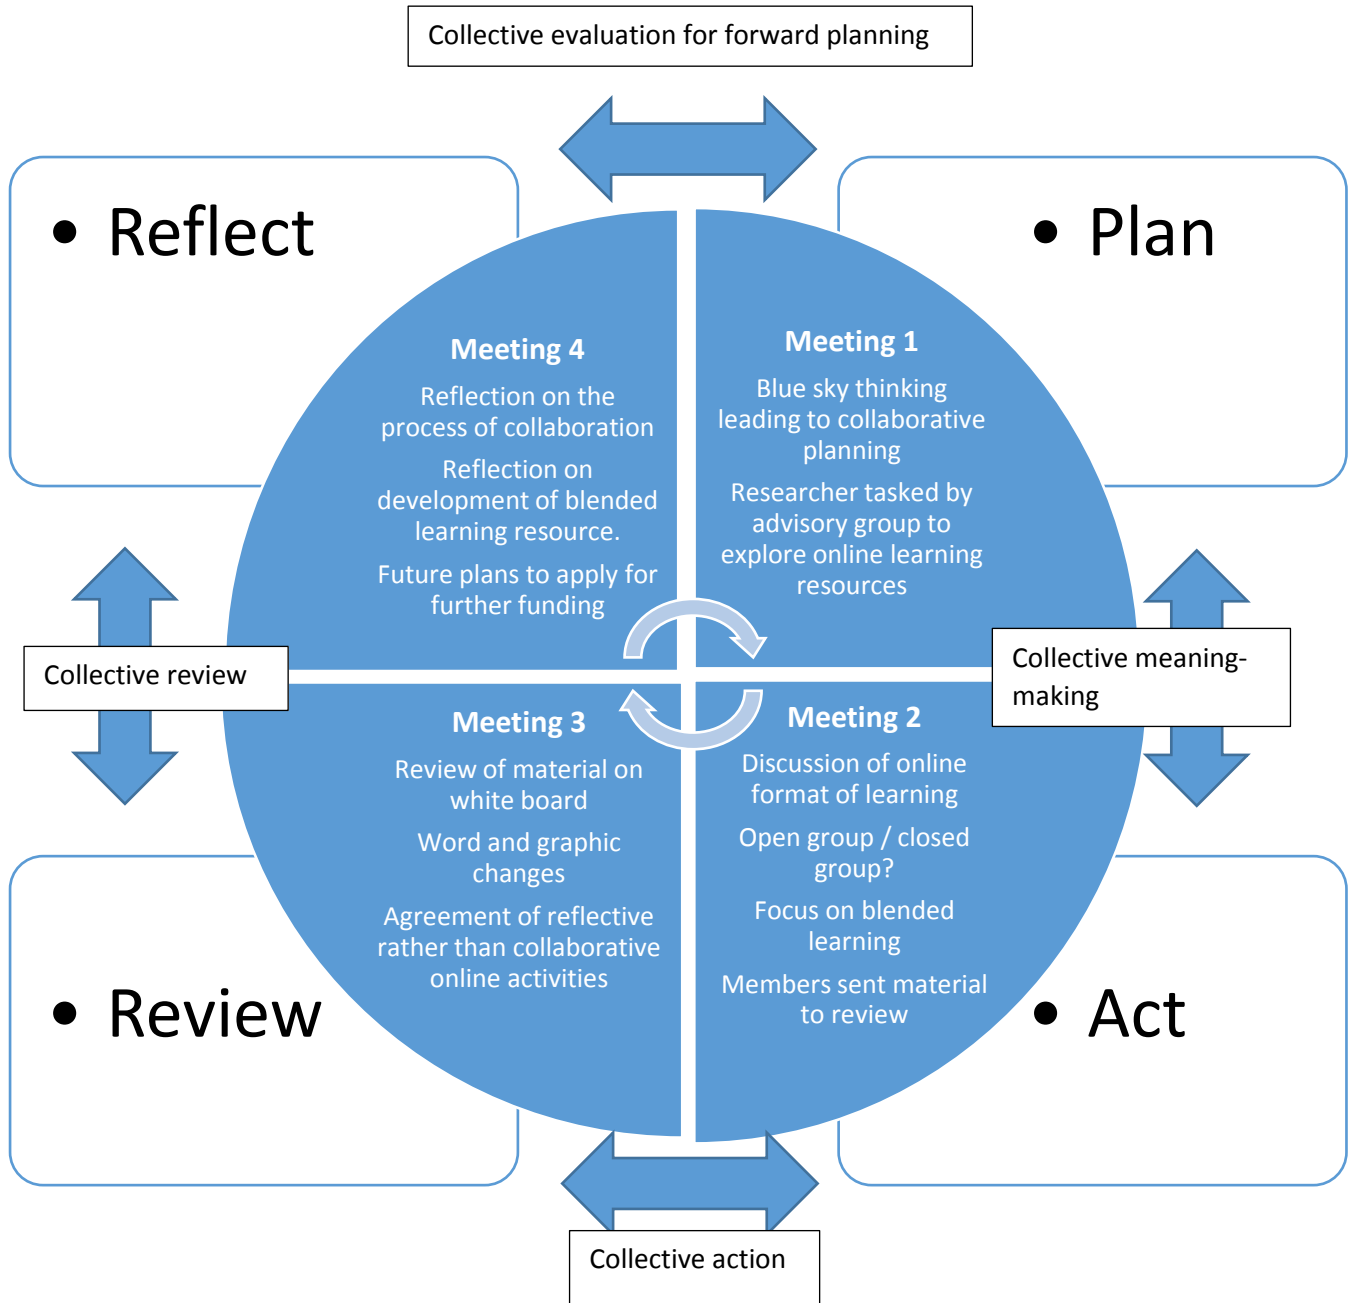 Collective evaluation for forward planning
• Reflect
• Plan
Meeting 4
Reflection on the
process of collaboration
Reflection on
development of blended
learning resource.
Future plans to apply for
further funding
Meeting 1
Blue sky thinking
leading to collaborative
planning
Researcher tasked by
advisory group to
explore online learning
resources
Collective review
Collective meaning-
making
Meeting 3
Review of material on
white board
Word and graphic
changes
Agreement of reflective
rather than collaborative
online activities
Meeting 2
Discussion of online
format of learning
Open group / closed
group?
Focus on blended
learning
Members sent material
to review
• Review
• Act
Collective action